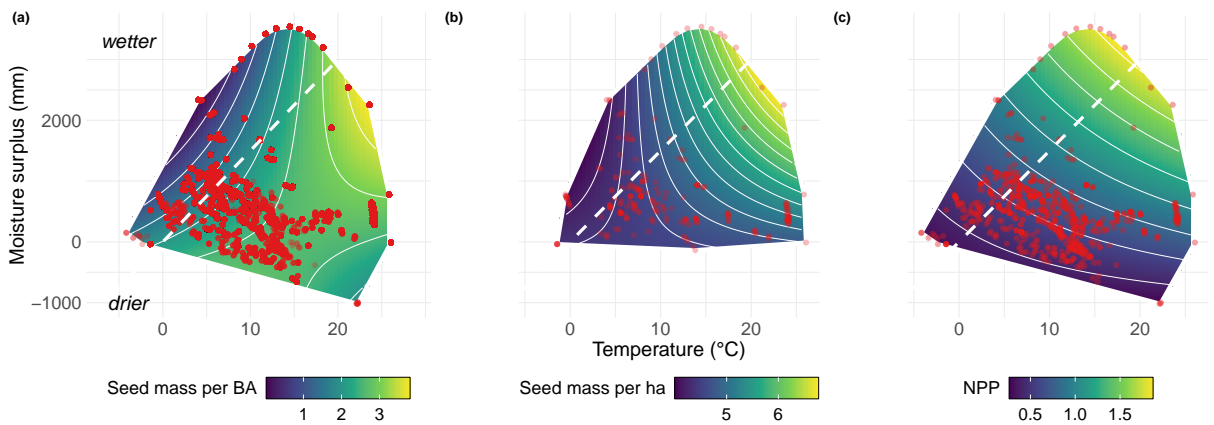 (a) (b) (c)
wetter
Moisture surplus (mm)
2000
0
−1000
drier
0 10 20 0 10 20 0 10 20
Temperature (°C)
Seed mass per BA
1 2 3
Seed mass per ha
5 6
NPP
0.5 1.0 1.5